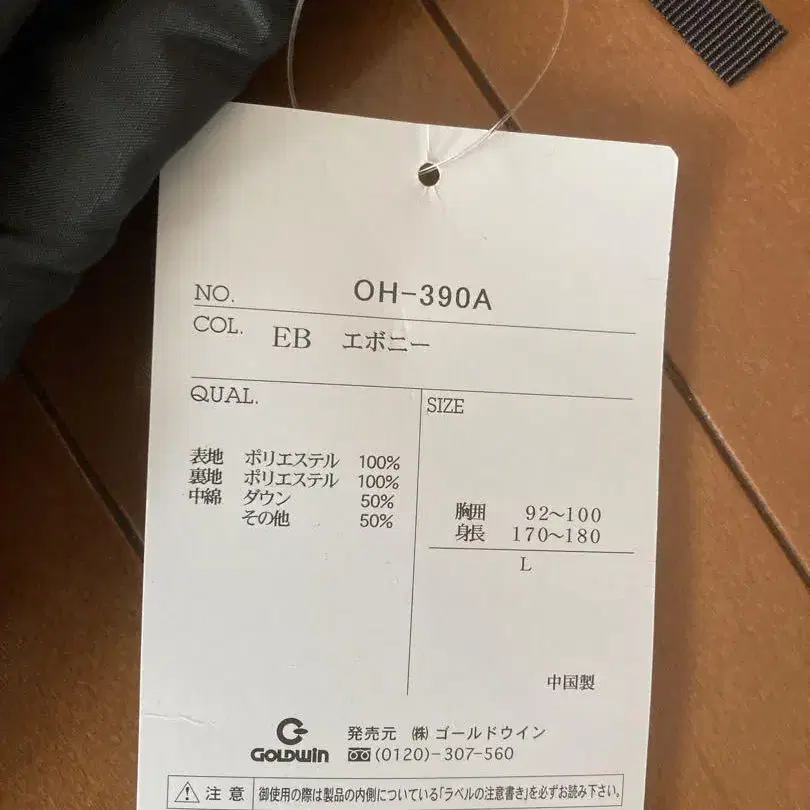 NO. OH-390A
COL. EB エボニー
QUAL.
表地 ポリエステル 100%
裏地 ポリエステル 100%
中綿 ダウン 50%
その他 50%
SIZE
胸囲 92〜100
身長 170〜180
L
中国製
GOLDWIN
発売元 ㈱ ゴールドウイン
(0120)-307-560
注意 御使用の際は製品の内側についている「ラベルの注意書き」を必ずお読み下さい。